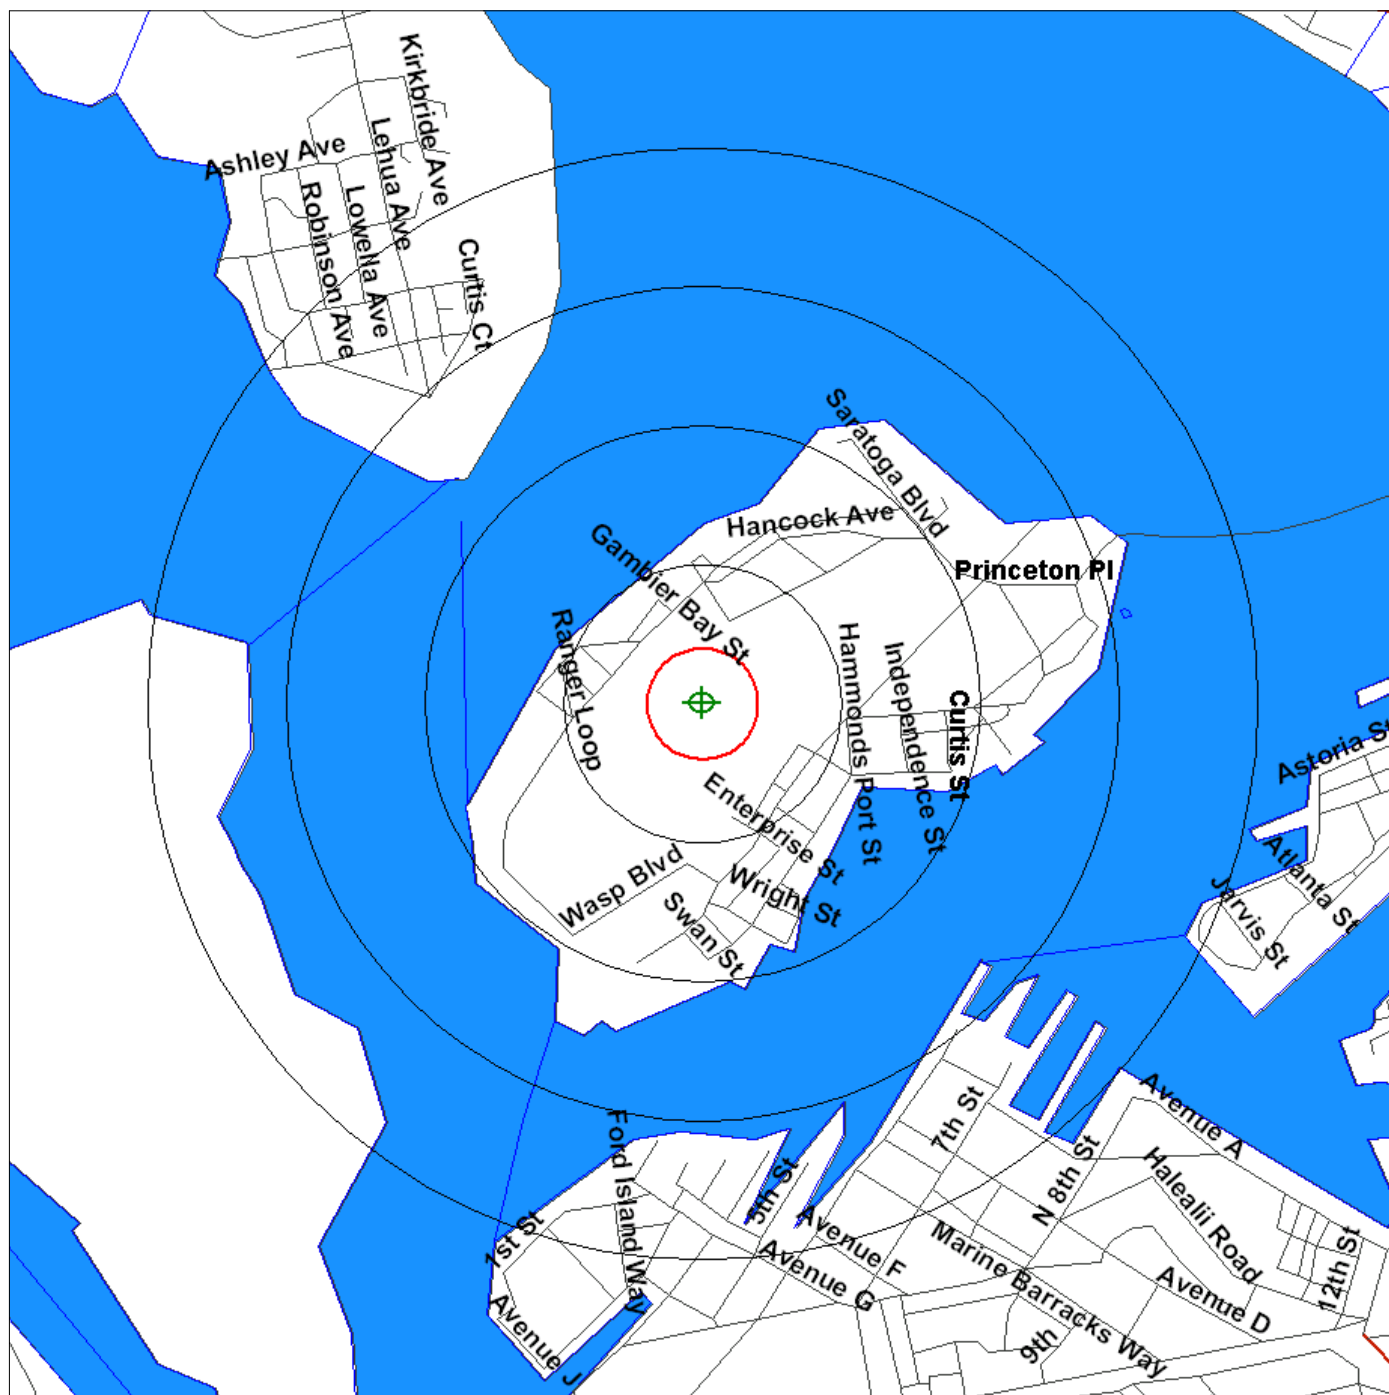 Kirkbride Ave
Lehua Ave
Ashley Ave
Robinson Ave
Lowella Ave
Curtis Ct
Saratoga Blvd
Hancock Ave
Gambier Bay St
Princeton Pl
Ranger Loop
Hammonds Port St
Independence St
Curtis St
Astoria St
Enterprise St
Atlanta St
Wasp Blvd
Wright St
Jarvis St
Swan St
Avenue A
7th St
Ford Island Way
N 8th St
5th St
Halealii Road
1st St
Avenue F
Marine Barracks Way
12th St
Avenue G
Avenue D
Avenue J
9th